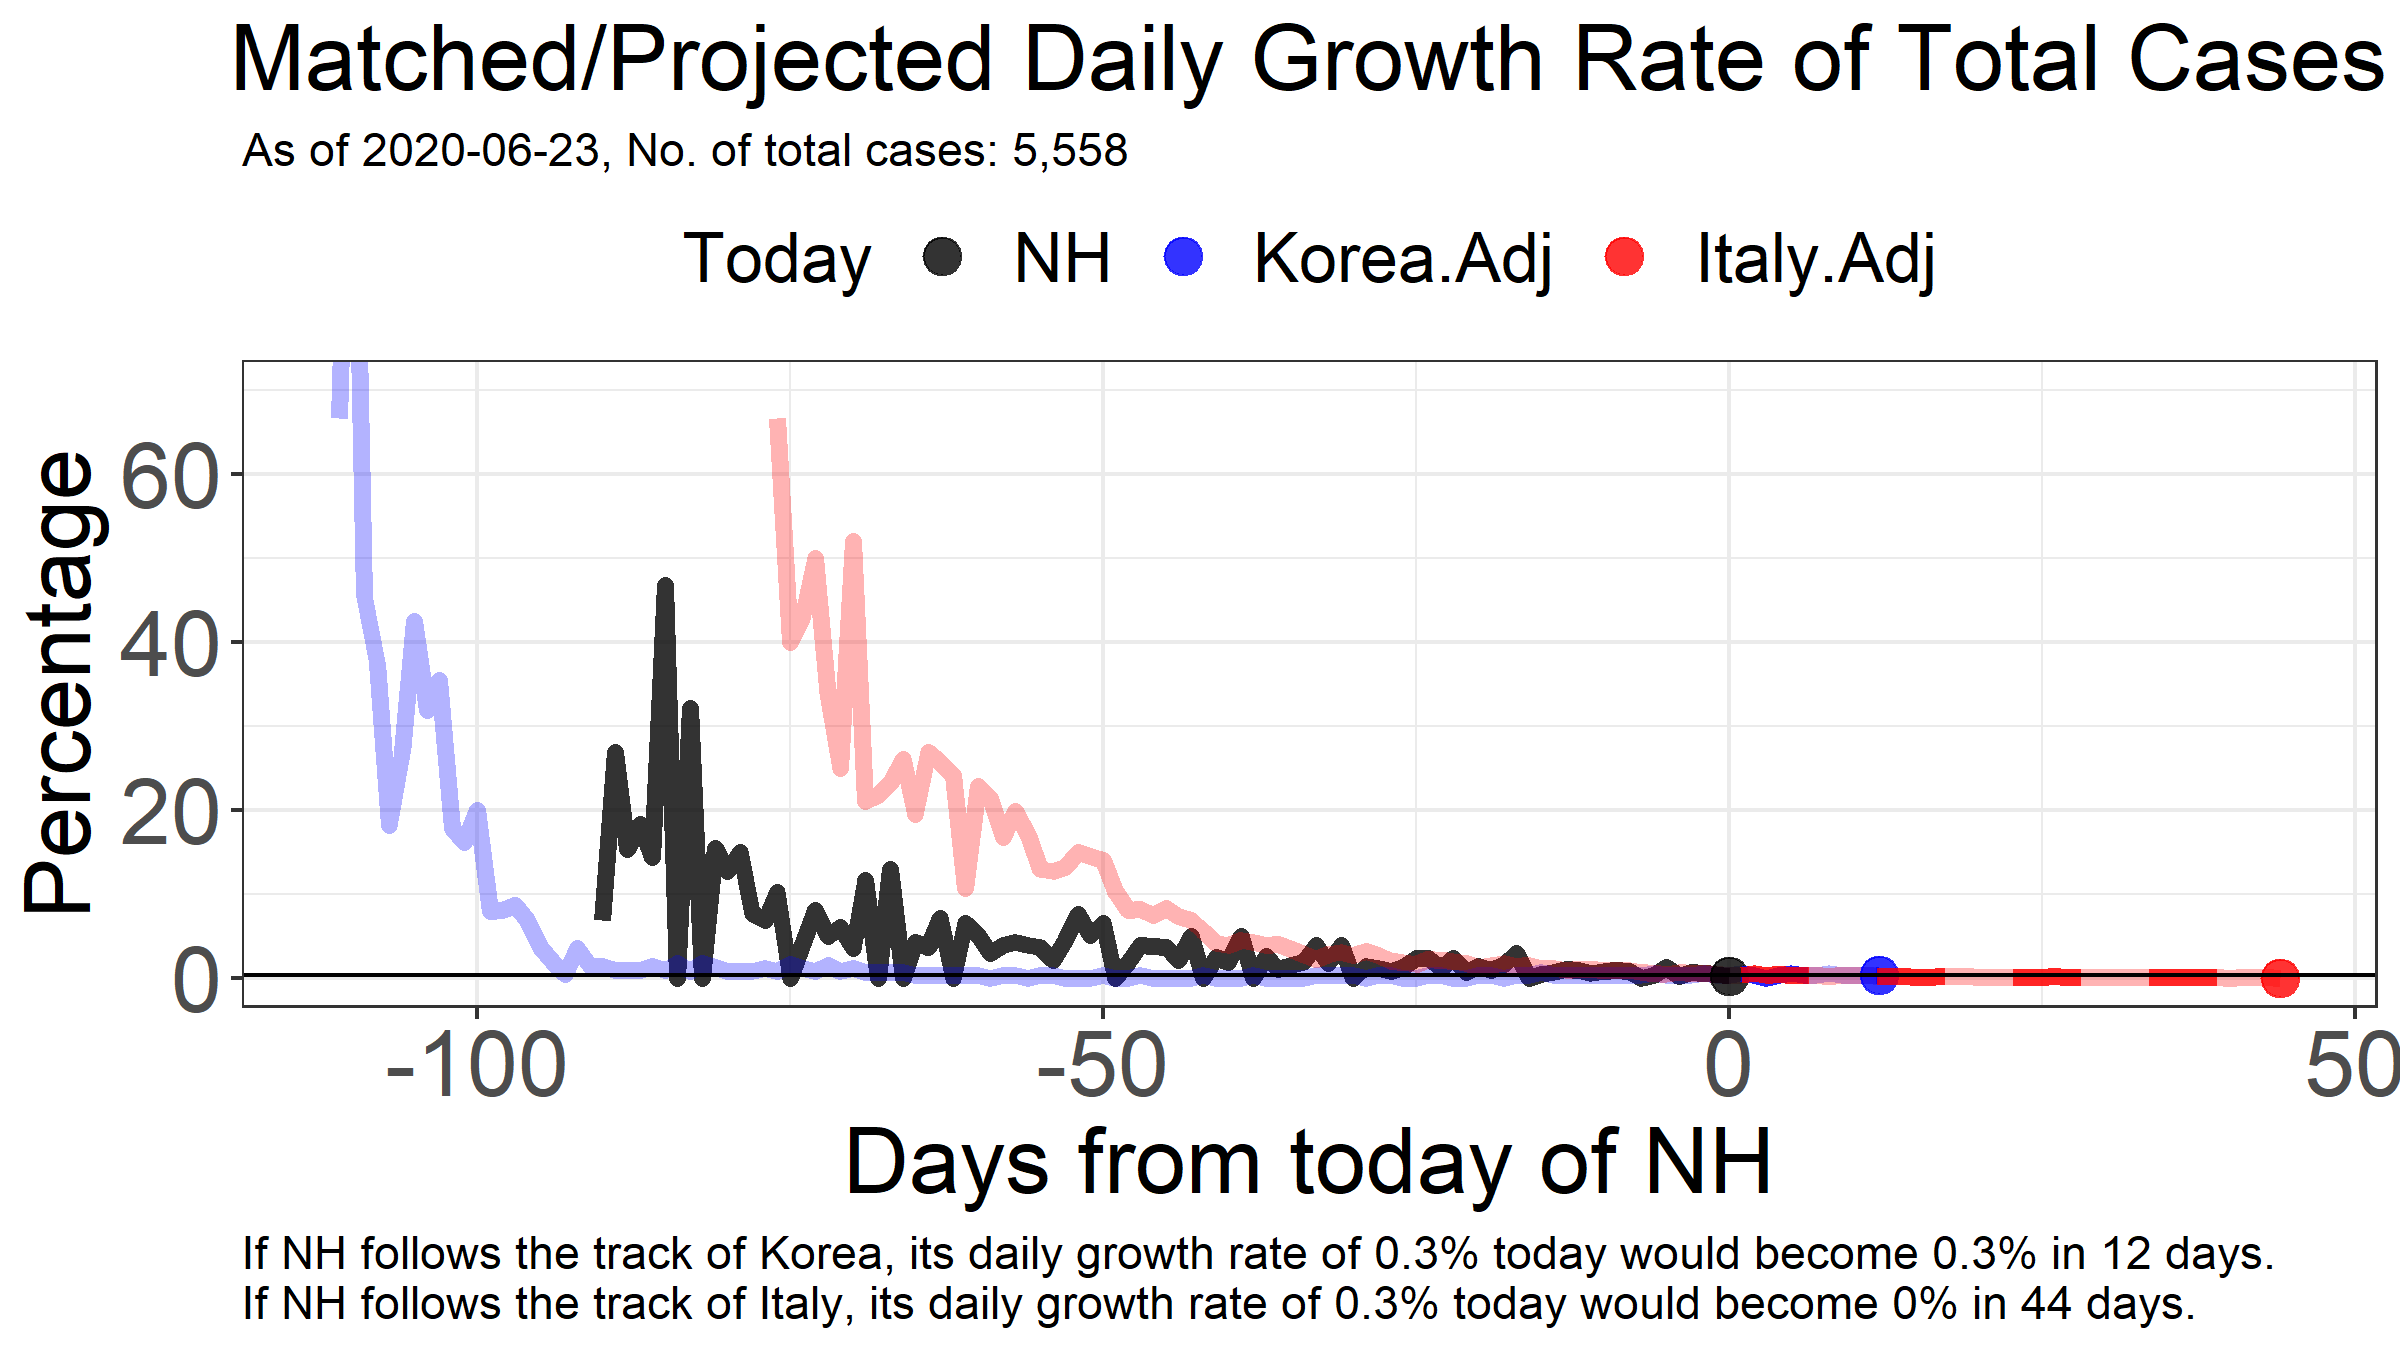 Matched/Projected Daily Growth Rate of Total Cases
As of 2020-06-23, No. of total cases: 5,558
Today NH Korea.Adj Italy.Adj
Percentage
60
40
20
0
-100 -50 0 50
Days from today of NH
If NH follows the track of Korea, its daily growth rate of 0.3% today would become 0.3% in 12 days.
If NH follows the track of Italy, its daily growth rate of 0.3% today would become 0% in 44 days.